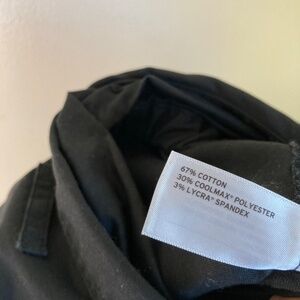 67% COTTON
30% COOLMAX® POLYESTER
3% LYCRA® SPANDEX